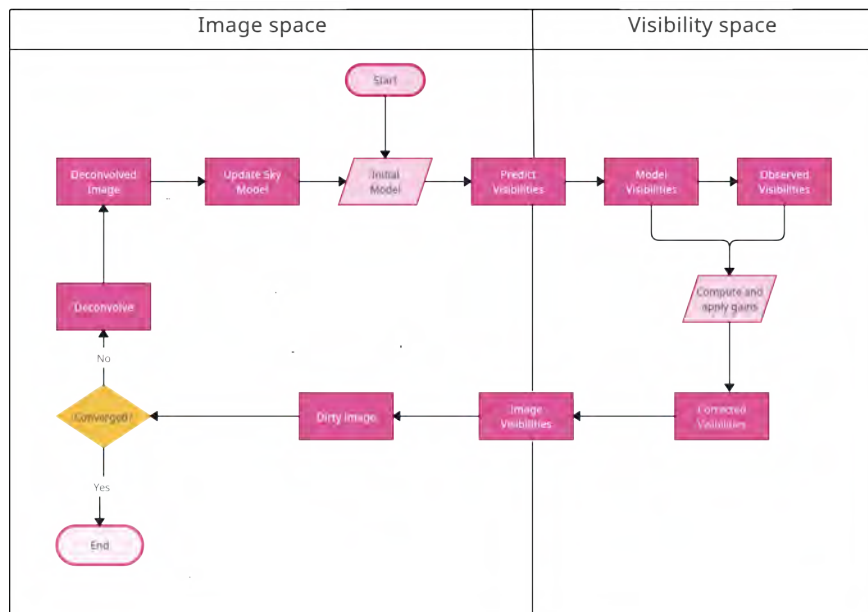 Image space
Visibility space
Start
Deconvolved
Image
Update Sky
Model
Initial
Model
Predict
Visibilities
Model
Visibilities
Observed
Visibilities
Compute and
apply gains
Deconvolve
No
Converged?
Dirty Image
Image
Visibilities
Corrected
Visibilities
Yes
End